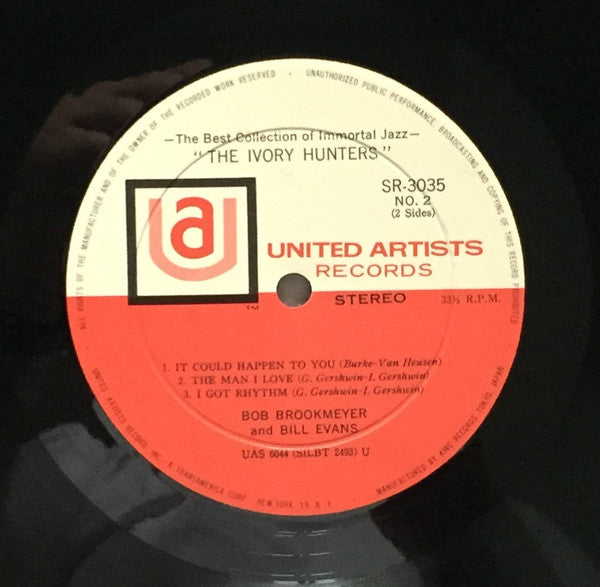 ALL RIGHTS OF THE MANUFACTURER AND OF THE OWNER OF THE RECORDED WORK RESERVED - UNAUTHORIZED PUBLIC PERFORMANCE, BROADCASTING AND COPYING OF THIS RECORD PROHIBITED
—The Best Collection of Immortal Jazz—
"THE IVORY HUNTERS"
SR-3035
NO. 2
(2 Sides)
ua
TM
UNITED ARTISTS
RECORDS
STEREO 33⅓ R.P.M.
1. IT COULD HAPPEN TO YOU (Burke-Van Heusen)
2. THE MAN I LOVE (G. Gershwin-I. Gershwin)
3. I GOT RHYTHM (G. Gershwin-I. Gershwin)
BOB BROOKMEYER
and BILL EVANS
UAS 6044 (SILBT 2493) U
UNITED ARTISTS RECORD, INC. A TRANSAMERICA CORP. NEW YORK, 19, N. Y. MANUFACTURED BY KING RECORDS, TOKYO, JAPAN